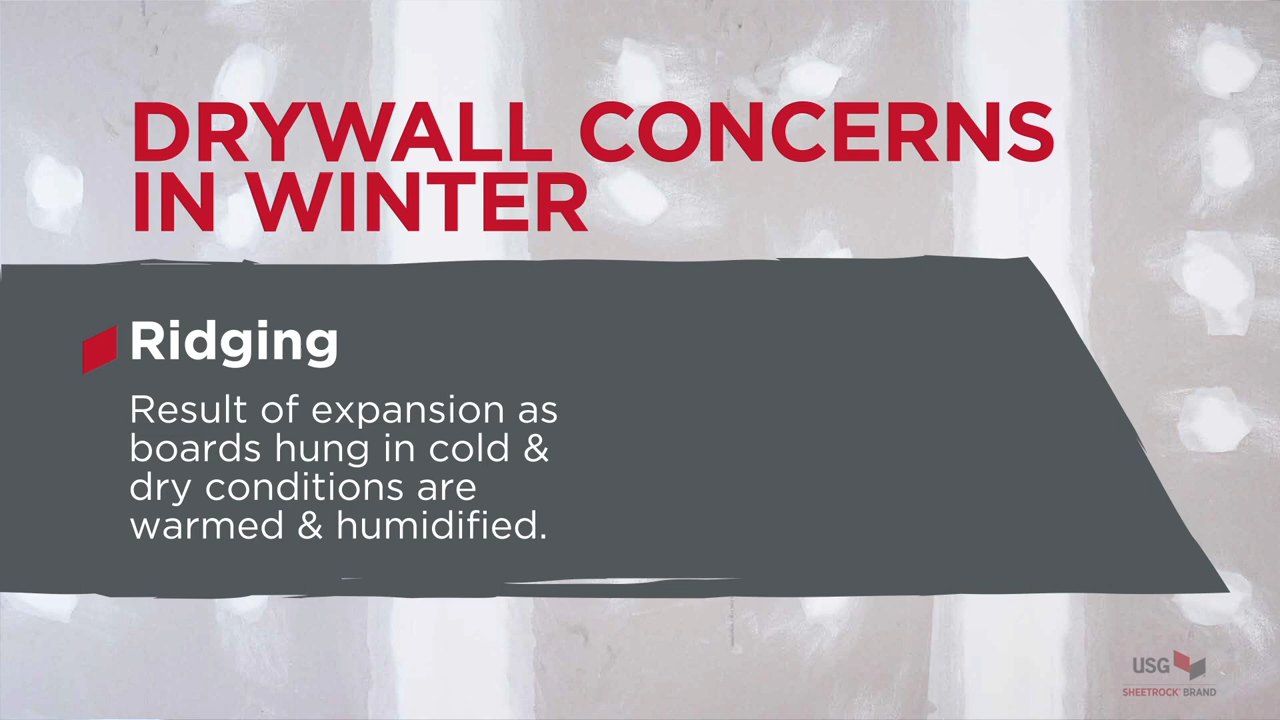 DRYWALL CONCERNS
IN WINTER
Ridging
Result of expansion as
boards hung in cold &
dry conditions are
warmed & humidified.
USG
SHEETROCK® BRAND